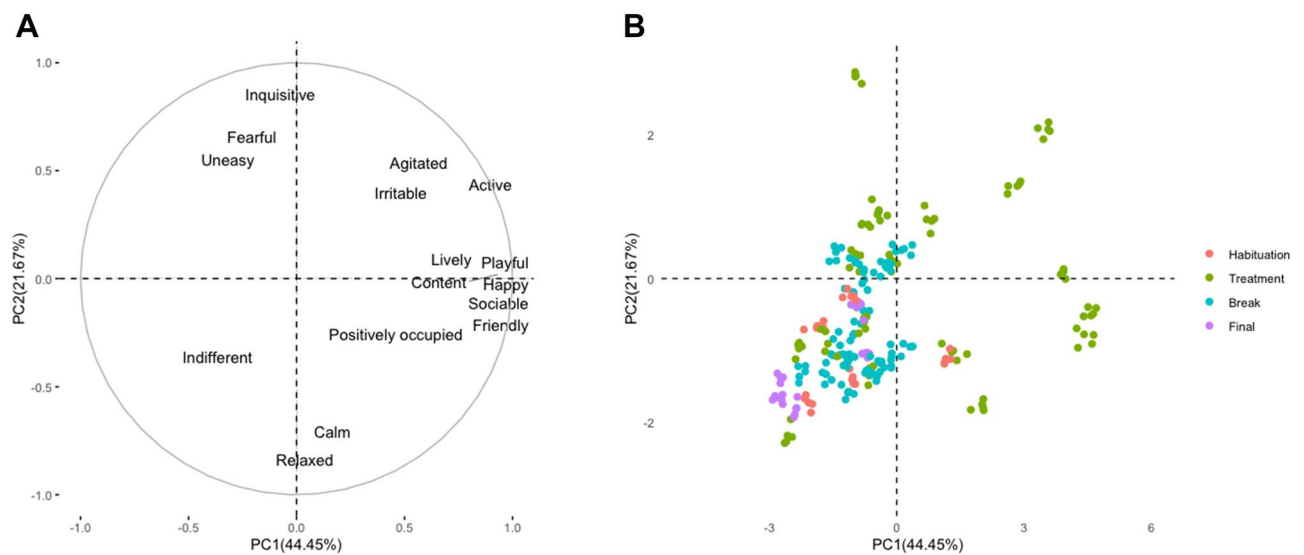 A
B
1.0
0.5
0.0
-0.5
-1.0
PC2(21.67%)
Inquisitive
Fearful
Uneasy
Agitated
Irritable
Active
Lively
Playful
Content
Happy
Sociable
Positively occupied
Friendly
Indifferent
Calm
Relaxed
-1.0
-0.5
0.0
0.5
1.0
PC1(44.45%)
2
0
-2
PC2(21.67%)
-3
0
3
6
PC1(44.45%)
Habituation
Treatment
Break
Final